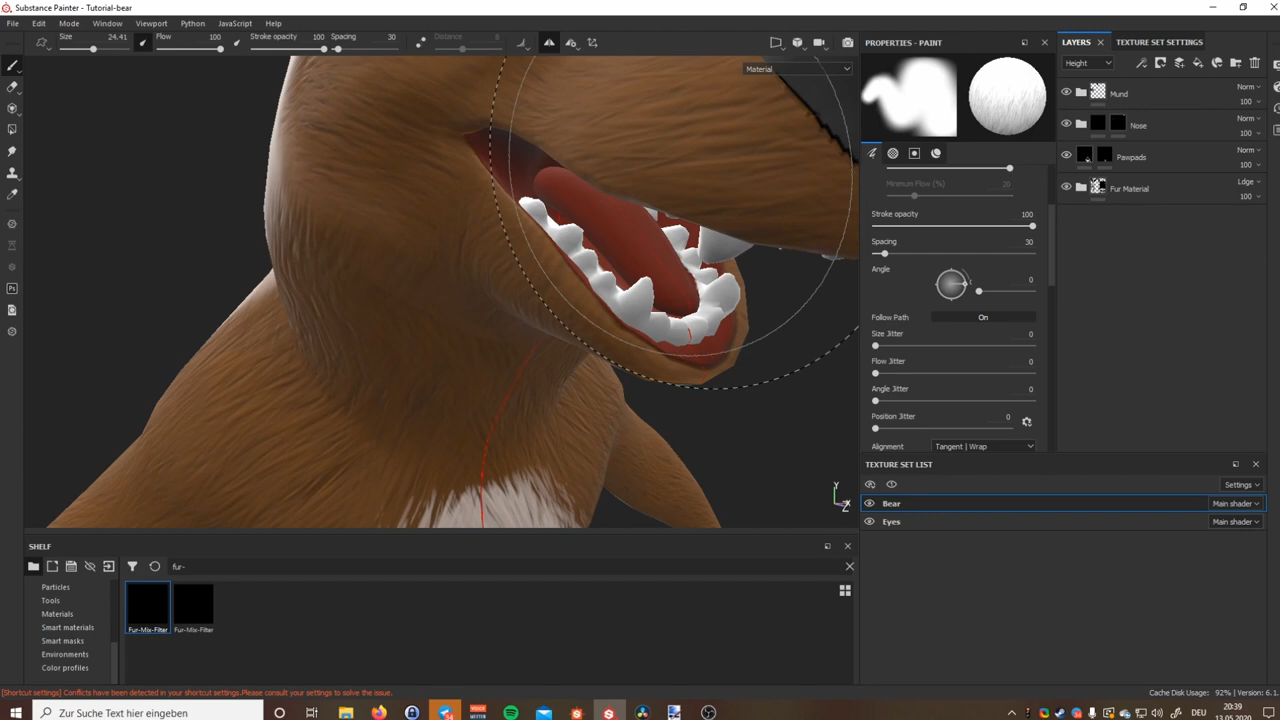 Substance Painter - Tutorial-bear
File Edit Mode Window Viewport Python JavaScript Help
Size 24.41 Flow 100 Stroke opacity 100 Spacing 30 Distance 8
Material
PROPERTIES - PAINT
Minimum Flow (%) 20
Stroke opacity 100
Spacing 30
Angle 0
Follow Path On
Size Jitter 0
Flow Jitter 0
Angle Jitter 0
Position Jitter 0
Alignment Tangent | Wrap
LAYERS TEXTURE SET SETTINGS
Height
Mund Norm 100
Nose Norm 100
Pawpads Norm 100
Fur Material Ldge 100
TEXTURE SET LIST
Settings
Bear Main shader
Eyes Main shader
Y
X
Z
SHELF
fur-
Particles
Tools
Materials
Smart materials
Smart masks
Environments
Color profiles
Fur-Mix-Filter Fur-Mix-Filter
[Shortcut settings] Conflicts have been detected in your shortcut settings.Please consult your settings to solve the issue.
Cache Disk Usage: 92% | Version: 6.1.
Zur Suche Text hier eingeben
DEU
20:39
13.05.2020